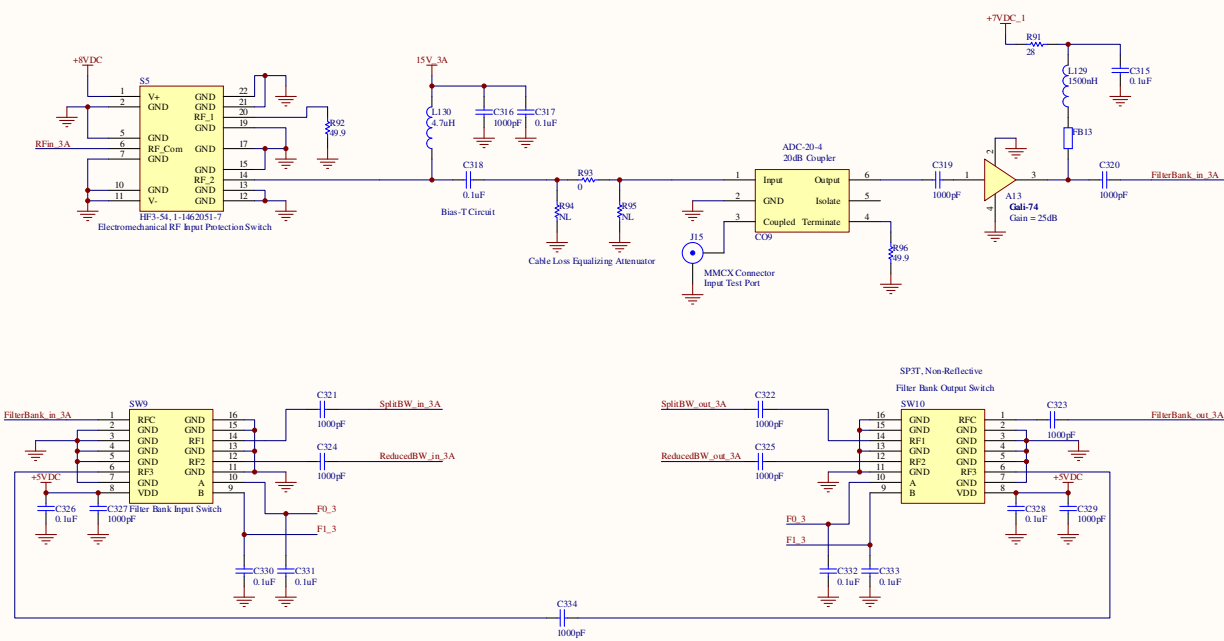 +7VDC_1
R91
28
L129
1500nH
C315
0.1uF
FB13
+8VDC
S5
1 V+ GND 22
2 GND GND 21
RF_1 20
GND 19
5 GND
RFin_3A 6 RF_Com GND 17
7 GND
GND 15
RF_2 14
10 GND GND 13
11 V- GND 12
HF3-54, 1-1462051-7
Electromechanical RF Input Protection Switch
R92
49.9
15V_3A
L130
4.7uH
C316
1000pF
C317
0.1uF
C318
0.1uF
Bias-T Circuit
R93
0
R94
NL
R95
NL
Cable Loss Equalizing Attenuator
ADC-20-4
20dB Coupler
1 Input Output 6
2 GND Isolate 5
3 Coupled Terminate 4
CO9
J15
MMCX Connector
Input Test Port
R96
49.9
C319
1000pF
1
2
3
4
A13
Gali-74
Gain = 25dB
C320
1000pF
FilterBank_in_3A
SW9
FilterBank_in_3A 1 RFC GND 16
2 GND GND 15
3 GND RF1 14
4 GND GND 13
5 GND RF2 12
6 RF3 GND 11
7 GND A 10
8 VDD B 9
Filter Bank Input Switch
+5VDC
C326
0.1uF
C327
1000pF
C321
1000pF
SplitBW_in_3A
C324
1000pF
ReducedBW_in_3A
F0_3
F1_3
C330
0.1uF
C331
0.1uF
C334
1000pF
SP3T, Non-Reflective
Filter Bank Output Switch
SW10
16 GND RFC 1
15 GND GND 2
14 RF1 GND 3
13 GND GND 4
12 RF2 GND 5
11 GND RF3 6
10 A GND 7
9 B VDD 8
SplitBW_out_3A
C322
1000pF
ReducedBW_out_3A
C325
1000pF
C323
1000pF
FilterBank_out_3A
+5VDC
C328
0.1uF
C329
1000pF
F0_3
F1_3
C332
0.1uF
C333
0.1uF